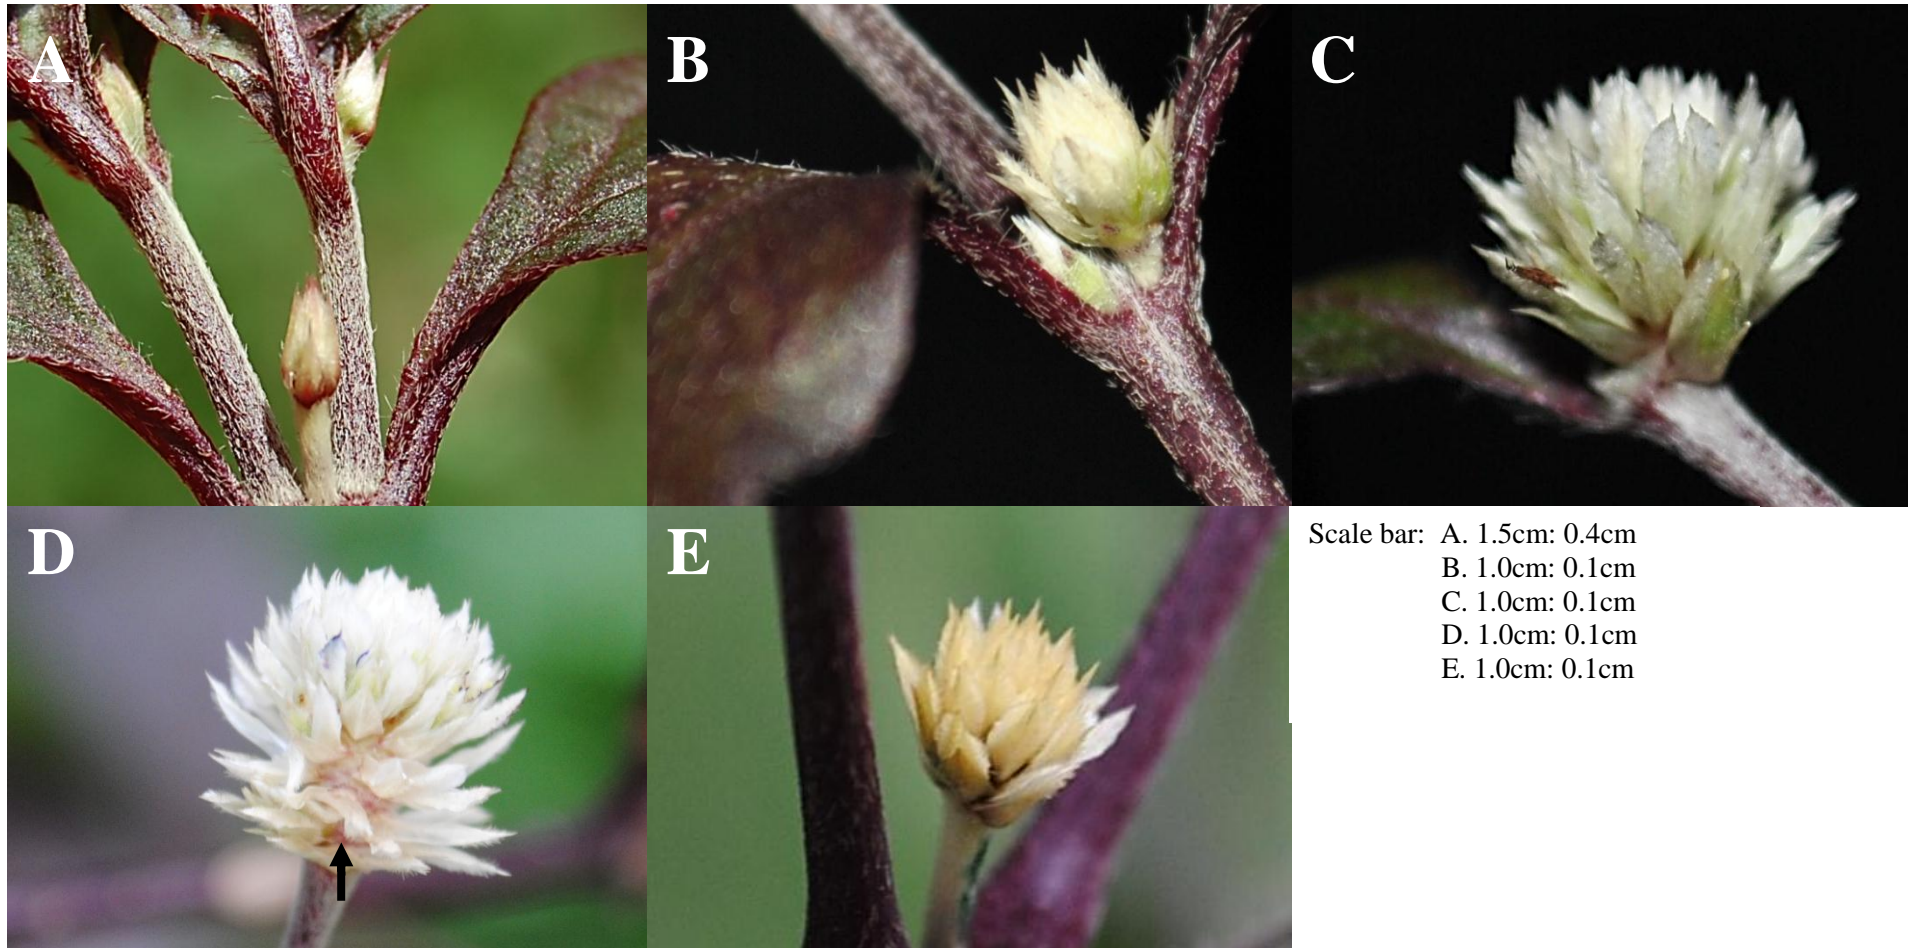 A
B
C
D
E
Scale bar: A. 1.5cm: 0.4cm
B. 1.0cm: 0.1cm
C. 1.0cm: 0.1cm
D. 1.0cm: 0.1cm
E. 1.0cm: 0.1cm